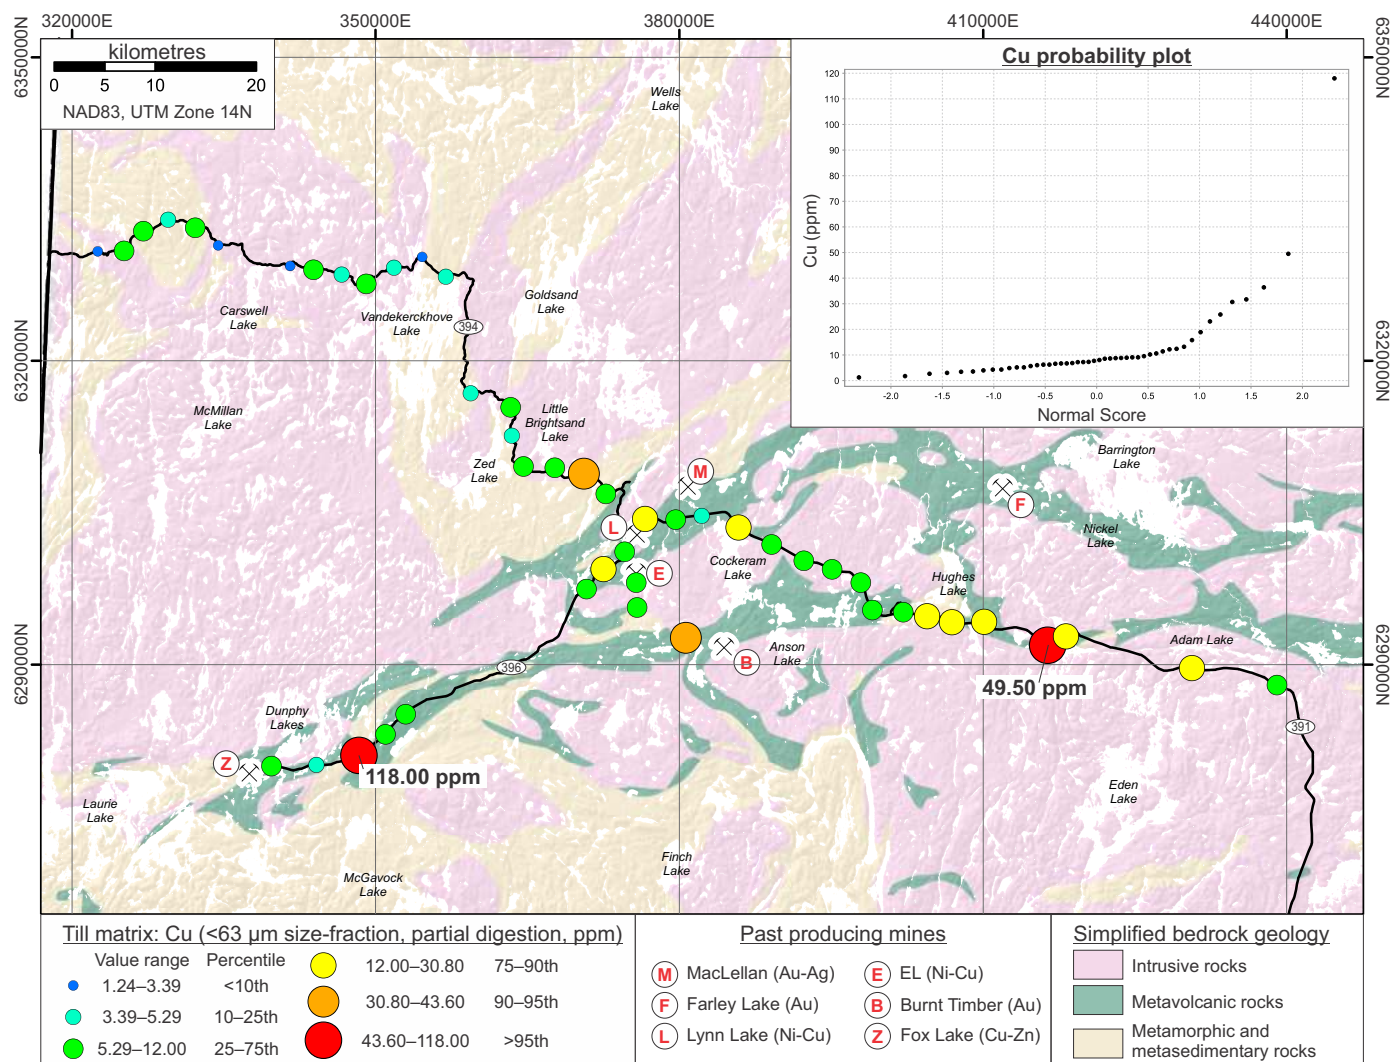 320000E 350000E 380000E 410000E 440000E
6350000N
6320000N
6290000N
6350000N
6320000N
6290000N
kilometres
0 5 10 20
NAD83, UTM Zone 14N
Cu probability plot
Cu (ppm)
120
110
100
90
80
70
60
50
40
30
20
10
0
-2.0 -1.5 -1.0 -0.5 0.0 0.5 1.0 1.5 2.0
Normal Score
Wells
Lake
Carswell
Lake
Vandekerckhove
Lake
Goldsand
Lake
394
McMillan
Lake
Little
Brightsand
Lake
Zed
Lake
Barrington
Lake
M
F
L
E
Nickel
Lake
Cockeram
Lake
Hughes
Lake
Anson
Lake
B
Adam Lake
396
49.50 ppm
391
Dunphy
Lakes
Z
118.00 ppm
Laurie
Lake
Eden
Lake
Finch
Lake
McGavock
Lake
Till matrix: Cu (<63 µm size-fraction, partial digestion, ppm)
Value range Percentile
1.24–3.39 <10th
3.39–5.29 10–25th
5.29–12.00 25–75th
12.00–30.80 75–90th
30.80–43.60 90–95th
43.60–118.00 >95th
Past producing mines
M MacLellan (Au-Ag)
F Farley Lake (Au)
L Lynn Lake (Ni-Cu)
E EL (Ni-Cu)
B Burnt Timber (Au)
Z Fox Lake (Cu-Zn)
Simplified bedrock geology
Intrusive rocks
Metavolcanic rocks
Metamorphic and
metasedimentary rocks